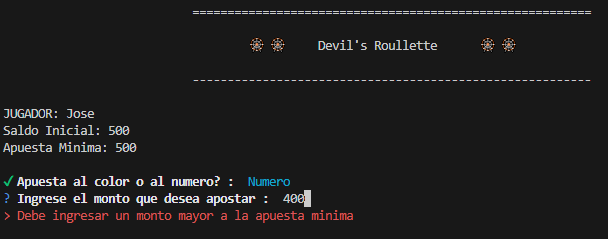 =========================================================
🕸 🕸 Devil's Roullette 🕸 🕸
---------------------------------------------------------
JUGADOR: Jose
Saldo Inicial: 500
Apuesta Minima: 500
✔ Apuesta al color o al numero? : Numero
? Ingrese el monto que desea apostar : 400
> Debe ingresar un monto mayor a la apuesta minima